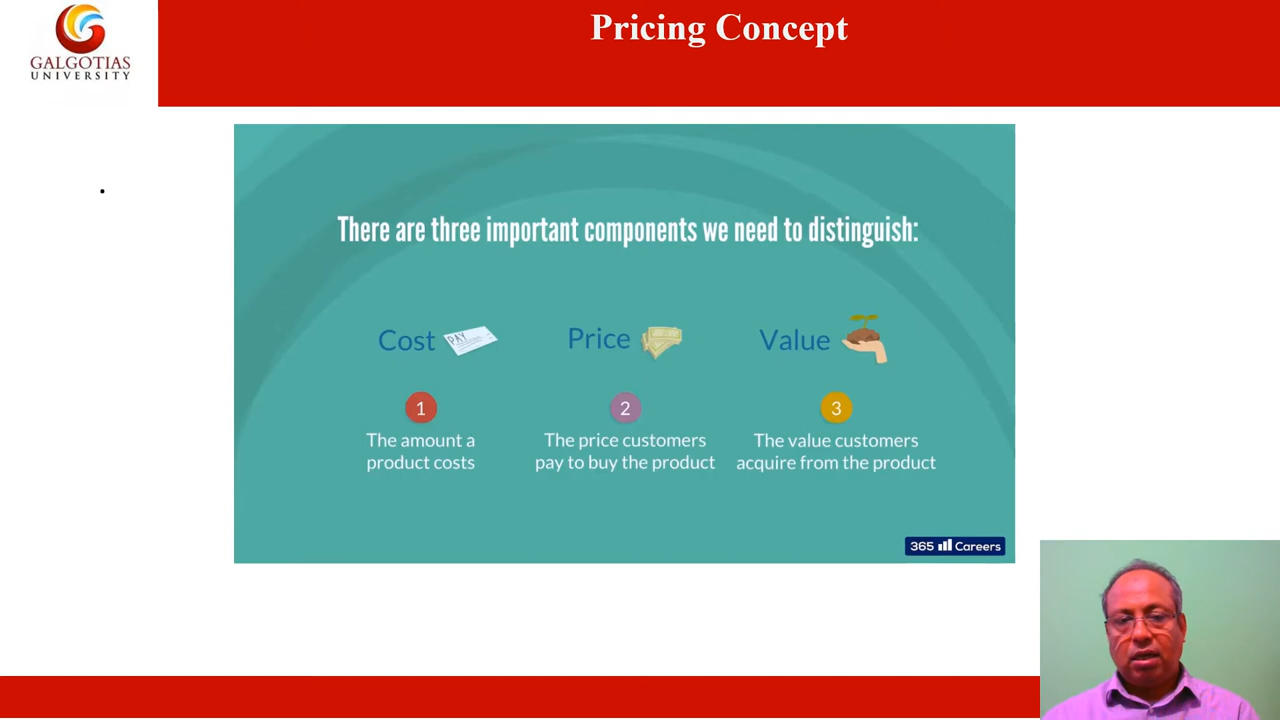 GALGOTIAS
UNIVERSITY
Pricing Concept
There are three important components we need to distinguish:
Cost
PAY
Price
Value
1
2
3
The amount a
product costs
The price customers
pay to buy the product
The value customers
acquire from the product
365 Careers